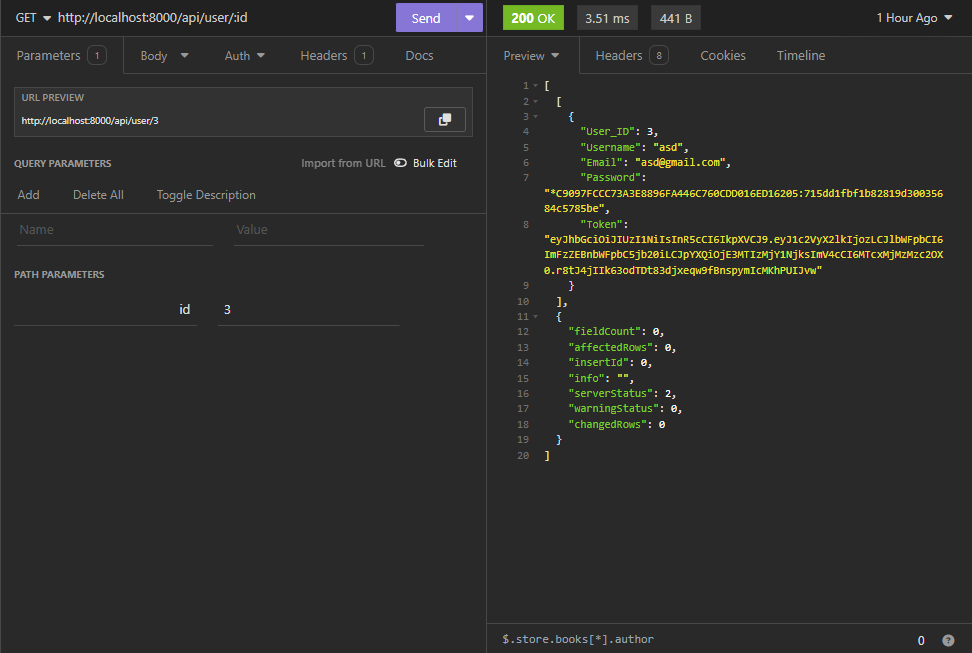 GET http://localhost:8000/api/user/:id Send 200 OK 3.51 ms 441 B 1 Hour Ago
Parameters 1 Body Auth Headers 1 Docs
Preview Headers 8 Cookies Timeline
URL PREVIEW
http://localhost:8000/api/user/3
QUERY PARAMETERS Import from URL Bulk Edit
Add Delete All Toggle Description
Name Value
PATH PARAMETERS
id 3
1 [
2 [
3 {
4 "User_ID": 3,
5 "Username": "asd",
6 "Email": "asd@gmail.com",
7 "Password":
"*C9097FCCC73A3E8896FA446C760CDD016ED16205:715dd1fbf1b82819d300356
84c5785be",
8 "Token":
"eyJhbGciOiJIUzI1NiIsInR5cCI6IkpXVCJ9.eyJ1c2VyX2lkIjozLCJlbWFpbCI6
ImFzZEBnbWFpbC5jb20iLCJpYXQiOjE3MTIzMjY1NjksImV4cCI6MTcxMjMzMzc2OX
0.r8tJ4jIIk63odTDt83djxeqw9fBnspymIcMKhPUIJvw"
9 }
10 ],
11 {
12 "fieldCount": 0,
13 "affectedRows": 0,
14 "insertId": 0,
15 "info": "",
16 "serverStatus": 2,
17 "warningStatus": 0,
18 "changedRows": 0
19 }
20 ]
$.store.books[*].author 0 ?